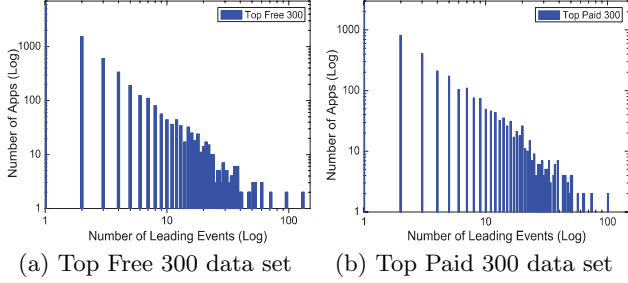 Top Free 300
1000
100
10
1
Number of Apps (Log)
1 10 100
Number of Leading Events (Log)
(a) Top Free 300 data set
Top Paid 300
1000
100
10
1
Number of Apps (Log)
1 10 100
Number of Leading Events (Log)
(b) Top Paid 300 data set